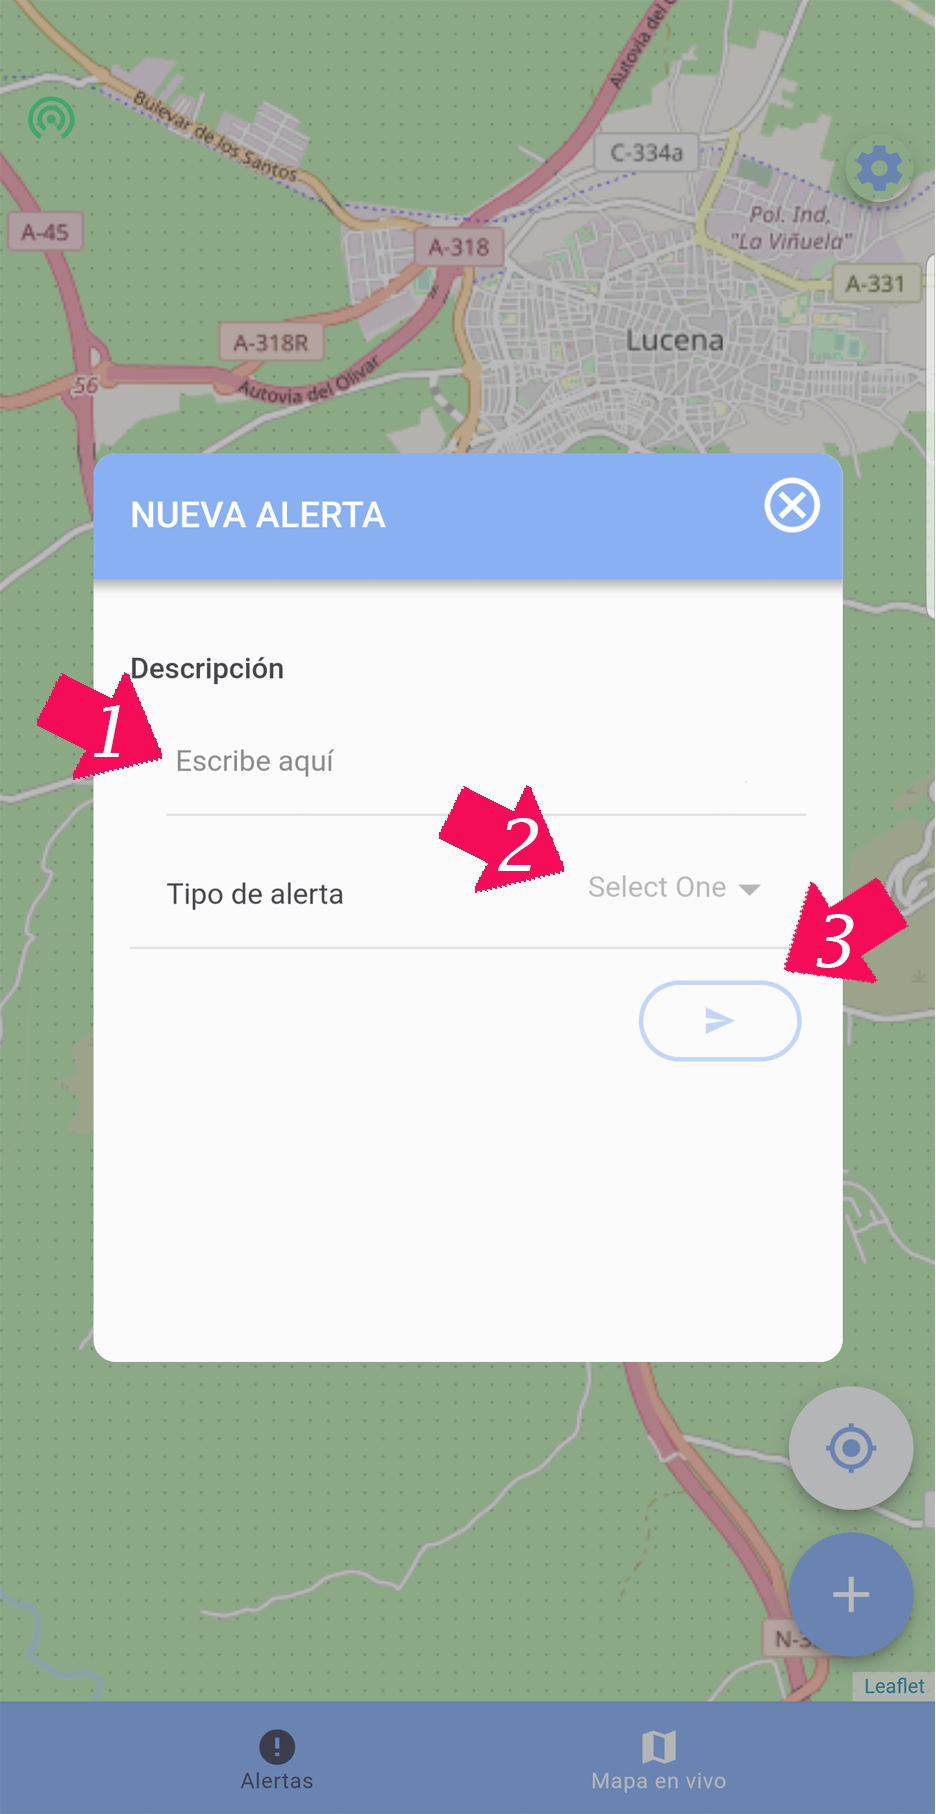 Autovía del O
Bulevar de los Santos
C-334a
Pol. Ind.
"La Viñuela"
A-45
A-318
A-331
A-318R
Lucena
56
Autovía del Olivar
NUEVA ALERTA
Descripción
1
Escribe aquí
2
Select One
Tipo de alerta
3
N-3
Leaflet
Alertas
Mapa en vivo